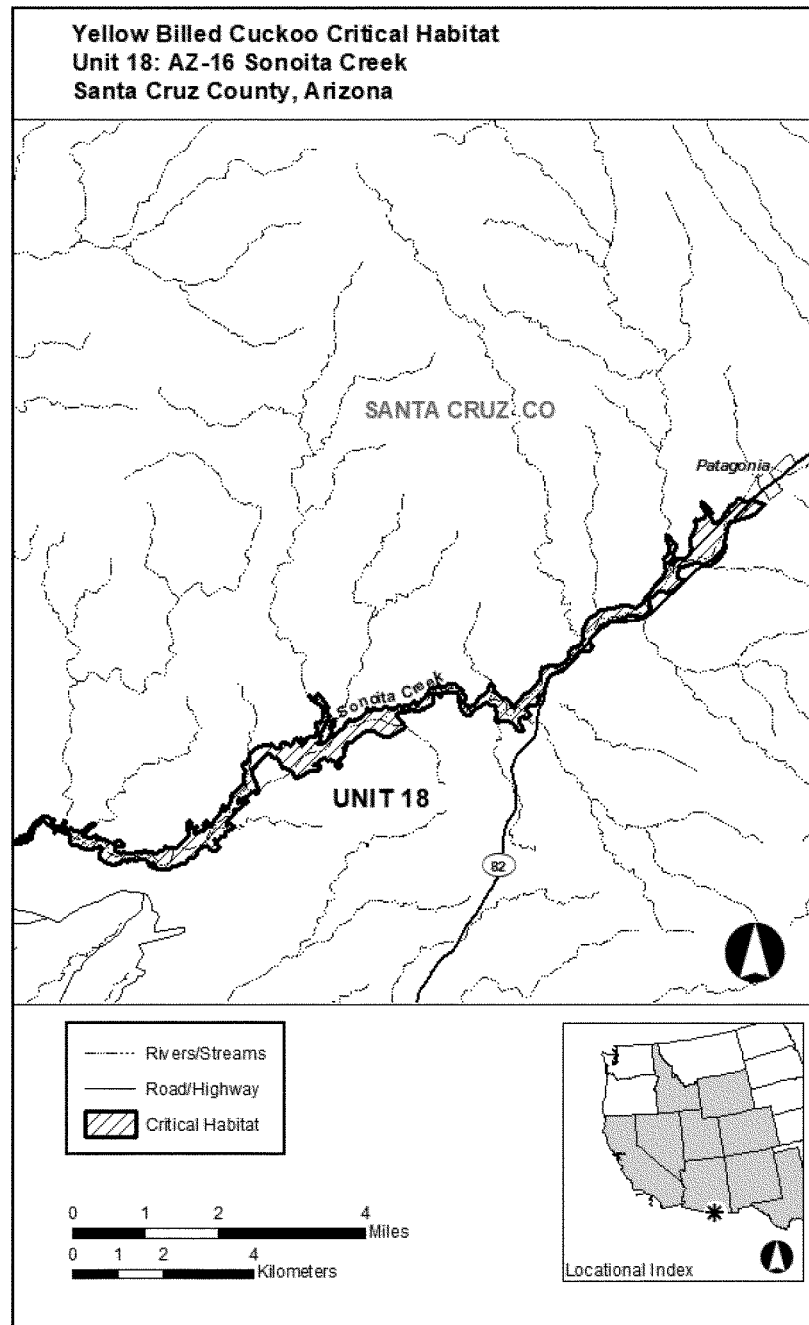 Yellow Billed Cuckoo Critical Habitat
Unit 18: AZ-16 Sonoita Creek
Santa Cruz County, Arizona
SANTA CRUZ CO
Patagonia
Sonoita Creek
UNIT 18
82
Rivers/Streams
Road/Highway
Critical Habitat
0 1 2 4
Miles
0 1 2 4
Kilometers
Locational Index